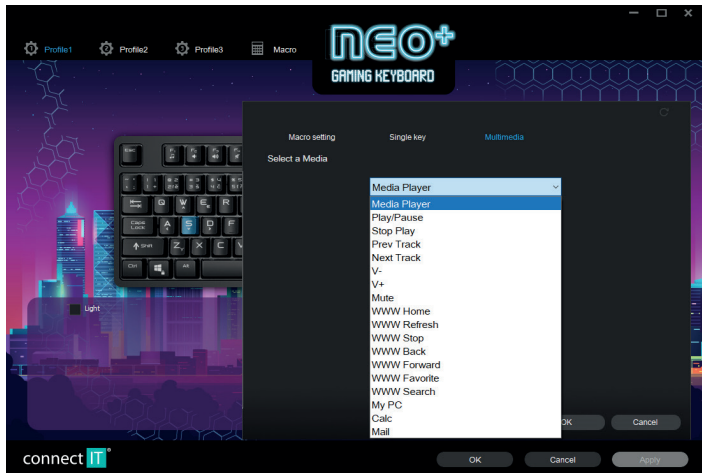 NEO+
GAMING KEYBOARD
Profile1
Profile2
Profile3
Macro
Macro setting
Single key
Multimedia
Select a Media
Media Player
Media Player
Play/Pause
Stop Play
Prev Track
Next Track
V-
V+
Mute
WWW Home
WWW Refresh
WWW Stop
WWW Back
WWW Forward
WWW Favorite
WWW Search
My PC
Calc
Mail
Esc
Q W E R
Caps Lock A S D F
Shift Z X C V
Ctrl Alt
Light
OK Cancel
connect IT
OK Cancel Apply